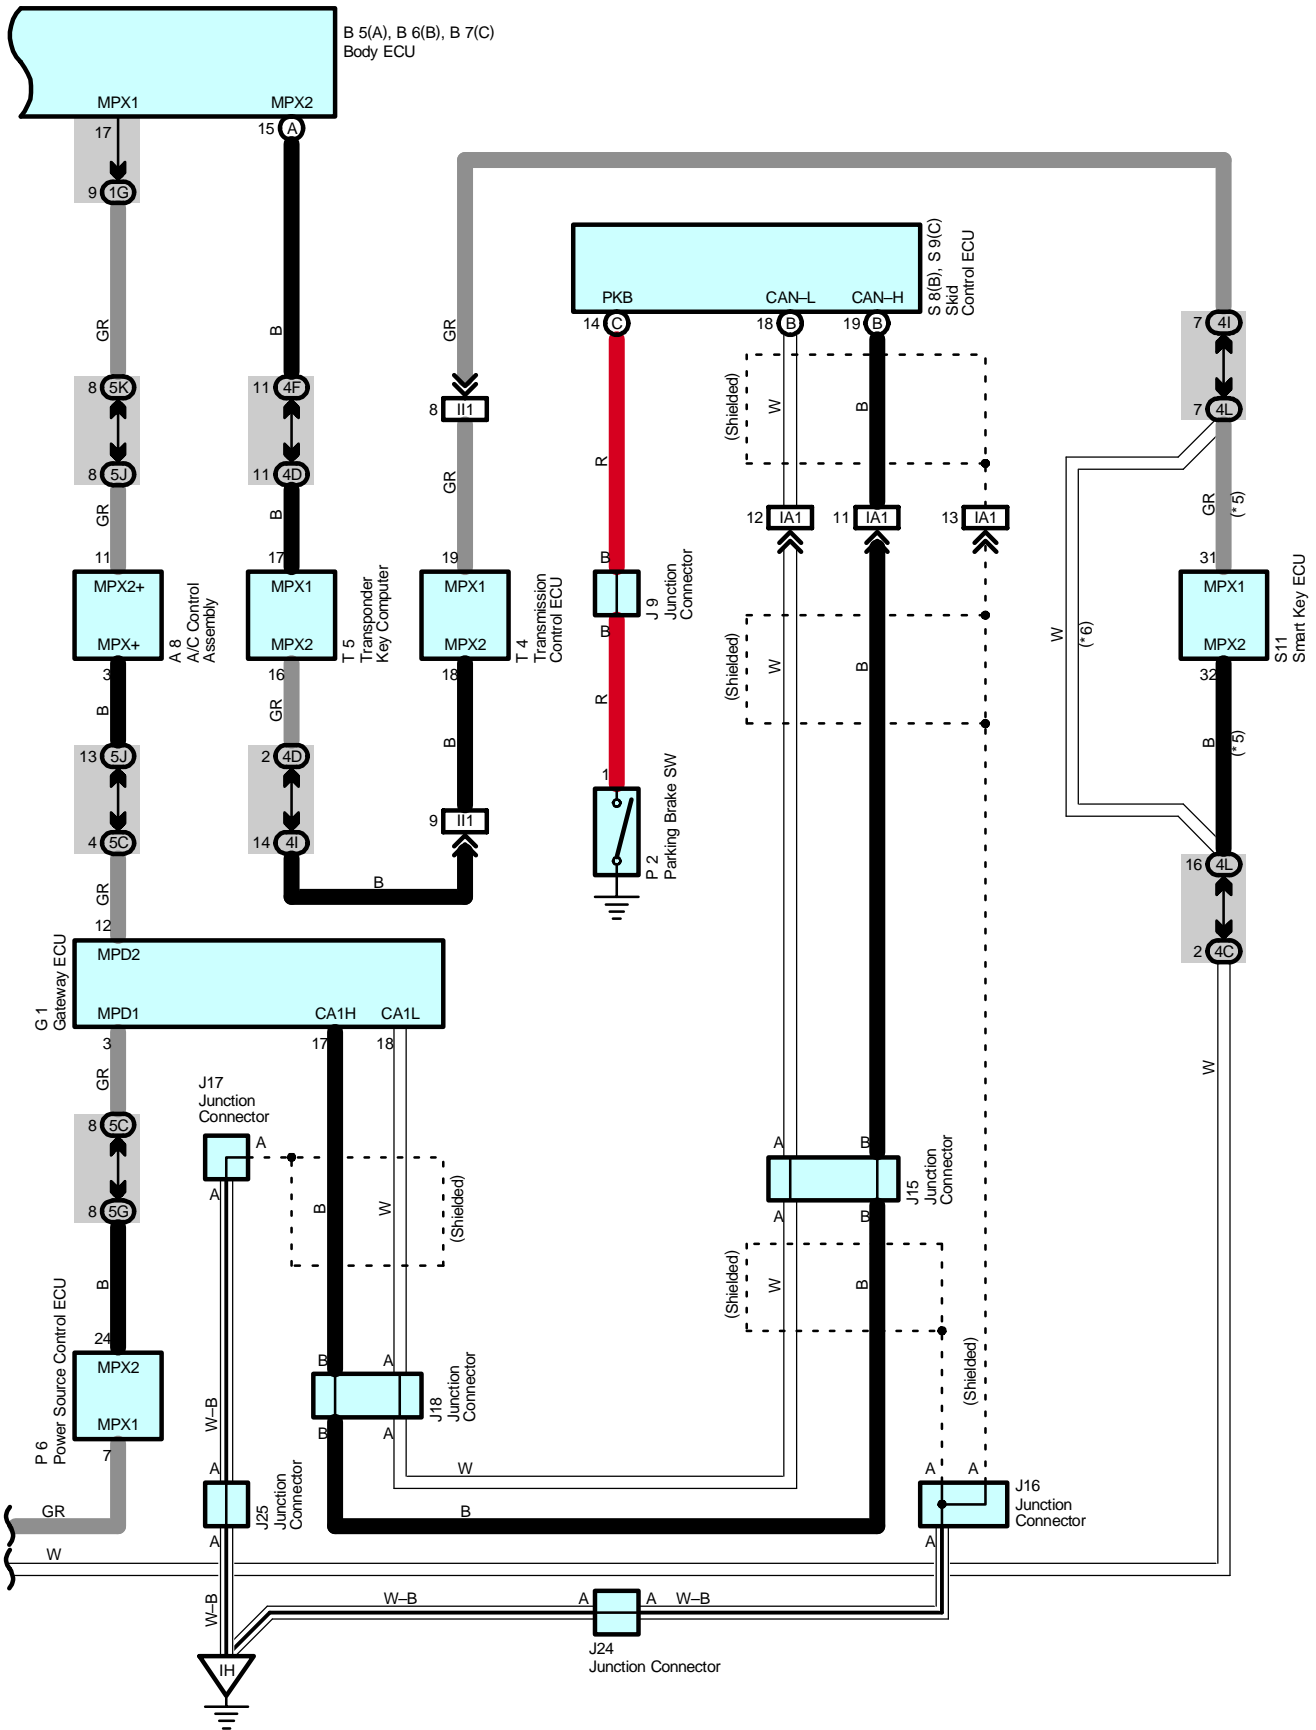 B 5(A), B 6(B), B 7(C)
Body ECU
MPX1
MPX2
17
15
A
9
1G
S 8(B), S 9(C)
Skid
Control ECU
PKB
CAN–L
CAN–H
14
C
18
B
19
B
GR
B
GR
7
4I
8
5K
11
4F
8
II1
(Shielded)
W
B
7
4L
8
5J
11
4D
R
GR
B
GR
12
IA1
11
IA1
13
IA1
GR
(*5)
11
17
19
B
31
MPX2+
MPX+
A 8
A/C Control
Assembly
MPX1
MPX2
T 5
Transponder
Key Computer
MPX1
MPX2
T 4
Transmission
Control ECU
J 9
Junction
Connector
B
(Shielded)
W
B
W
(*6)
MPX1
MPX2
S11
Smart Key ECU
3
16
18
32
B
GR
B
R
B
(*5)
13
5J
2
4D
1
P 2
Parking Brake SW
4
5C
14
4I
9
II1
16
4L
B
GR
2
4C
12
G 1
Gateway ECU
MPD2
MPD1
CA1H
CA1L
3
17
18
GR
W
J17
Junction
Connector
8
5C
A
A
B
W
(Shielded)
A
B
J15
Junction
Connector
A
B
8
5G
B
(Shielded)
W
B
24
P 6
Power Source Control ECU
MPX2
MPX1
7
(Shielded)
B
A
J18
Junction
Connector
B
A
W–B
W
A
J25
Junction
Connector
A
A
A
J16
Junction
Connector
A
GR
B
W
W–B
W–B
A
A
W–B
J24
Junction Connector
IH